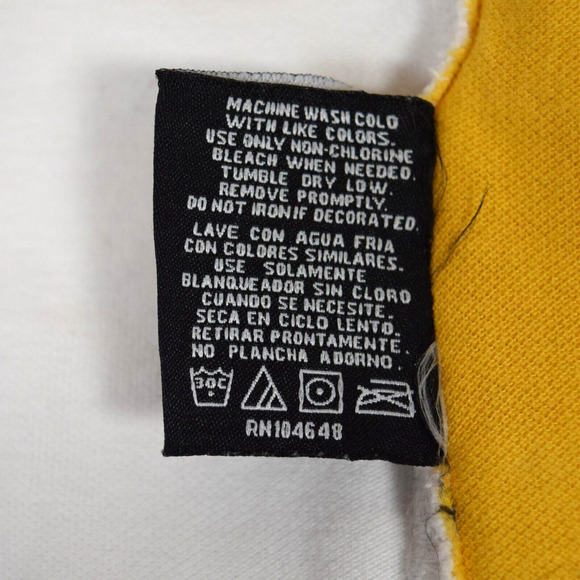 MACHINE WASH COLD
WITH LIKE COLORS.
USE ONLY NON-CHLORINE
BLEACH WHEN NEEDED.
TUMBLE DRY LOW.
REMOVE PROMPTLY.
DO NOT IRON IF DECORATED.
LAVE CON AGUA FRIA
CON COLORES SIMILARES.
USE SOLAMENTE
BLANQUEADOR SIN CLORO
CUANDO SE NECESITE.
SECA EN CICLO LENTO.
RETIRAR PRONTAMENTE.
NO PLANCHA ADORNO.
30C
RN104648